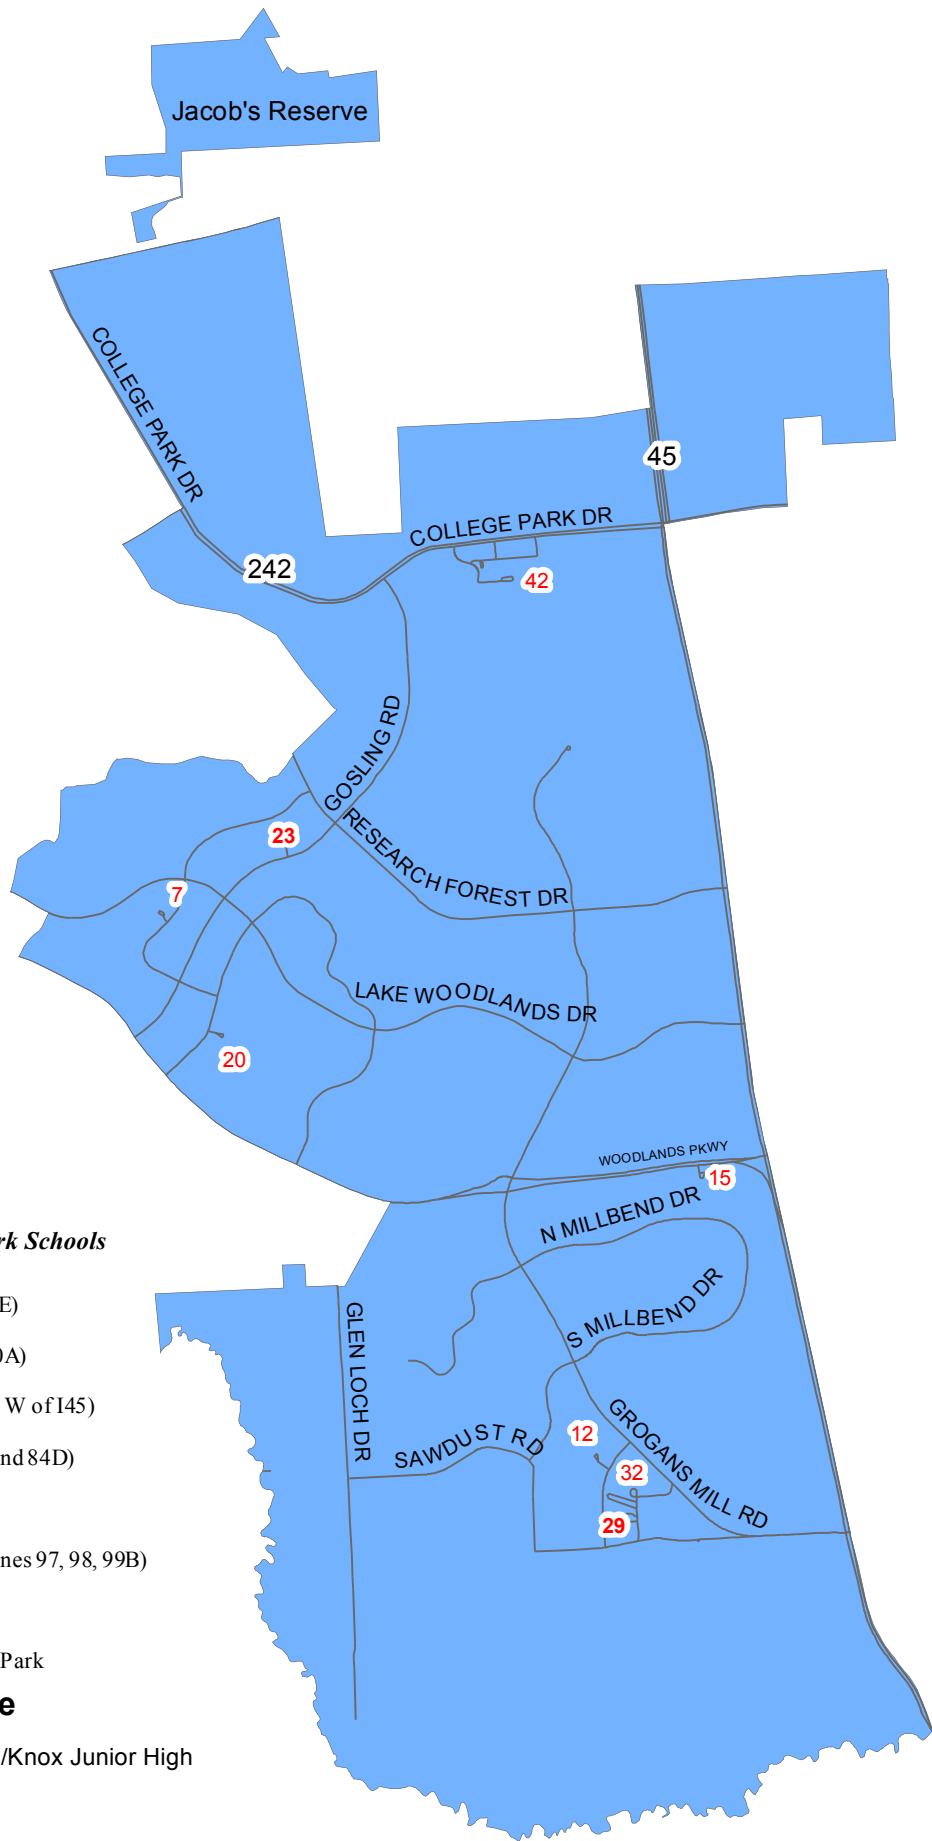 Jacob's Reserve
COLLEGE PARK DR
45
COLLEGE PARK DR
242
42
GOSLING RD
23
RESEARCH FOREST DR
7
LAKE WOODLANDS DR
20
WOODLANDS PKWY
15
N MILLBEND DR
rk Schools
E)
GLEN LOCH DR
S MILLBEND DR
0A)
W of I45)
GROGANS MILL RD
12
SAWDUST RD
nd 84D)
32
29
nes 97, 98, 99B)
Park
e
/Knox Junior High